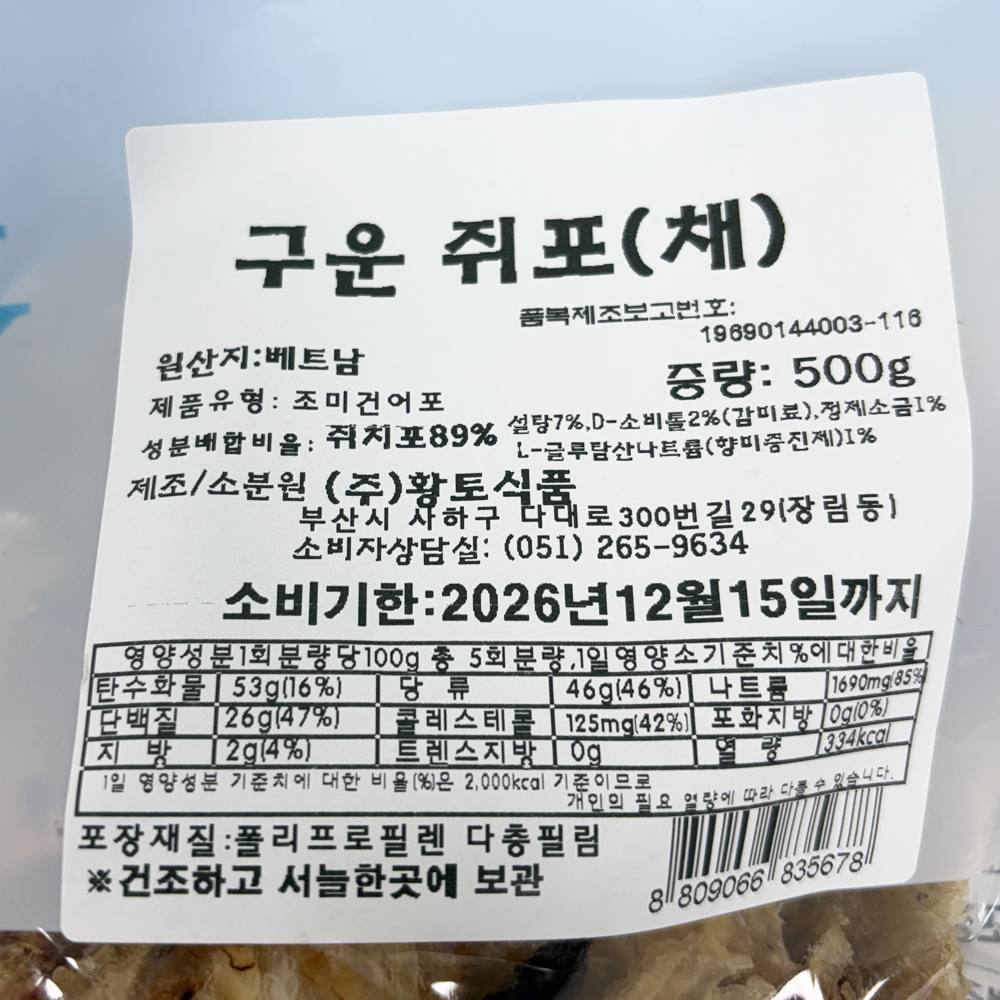 구운 쥐포(채)
품목제조보고번호:
19690144003-116
원산지:베트남
중량: 500g
제품유형: 조미건어포
성분배합비율: 쥐치포89% 설탕7%,D-소비톨2%(감미료),정제소금1%
L-글루탐산나트륨(향미증진제)1%
제조/소분원 (주)황토식품
부산시 사하구 다대로300번길29(장림동)
소비자상담실: (051) 265-9634
소비기한:2026년12월15일까지
영양성분1회분량당100g 총 5회분량,1일영양소기준치%에대한비율
탄수화물 53g(16%) 당 류 46g(46%) 나트륨 1690mg(85%
단백질 26g(47%) 콜레스테롤 125mg(42%) 포화지방 0g(0%)
지 방 2g(4%) 트렌스지방 0g 열 량 334kcal
1일 영양성분 기준치에 대한 비율(%)은 2,000kcal 기준이므로
개인의 필요 열량에 따라 다를 수 있습니다.
포장재질:폴리프로필렌 다층필림
※건조하고 서늘한곳에 보관
8 809066 835678